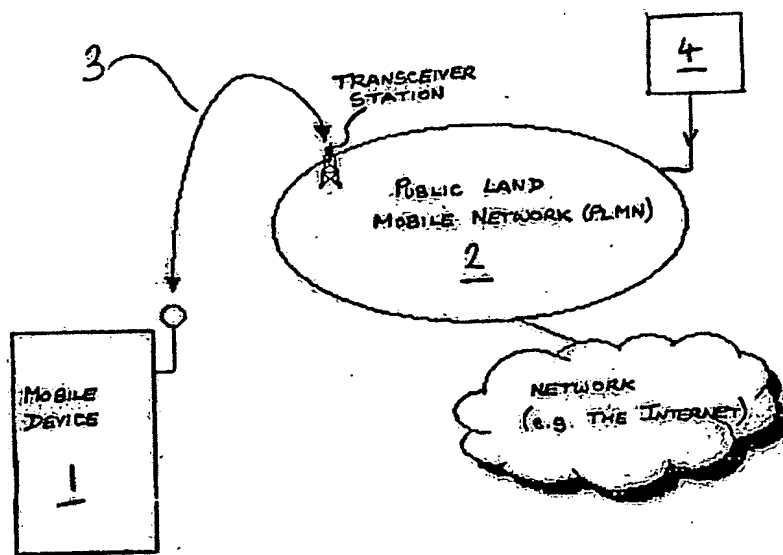 3
TRANSCEIVER
STATION
4
PUBLIC LAND
MOBILE NETWORK (PLMN)
2
MOBILE
DEVICE
1
NETWORK
(e.g. THE INTERNET)